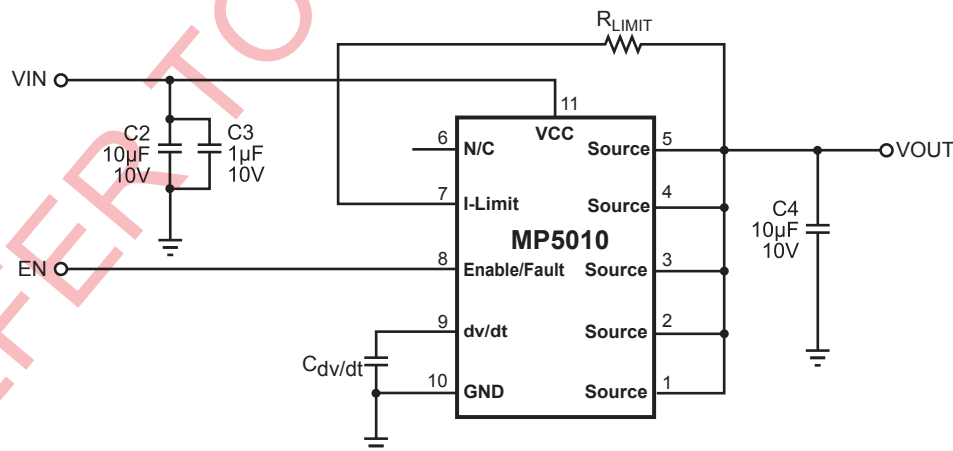 R_LIMIT
VIN
11
C2
10µF
10V
C3
1µF
10V
VCC
6
N/C
Source
5
VOUT
7
I-Limit
Source
4
C4
10µF
10V
MP5010
EN
8
Enable/Fault
Source
3
9
dv/dt
Source
2
Cdv/dt
10
GND
Source
1